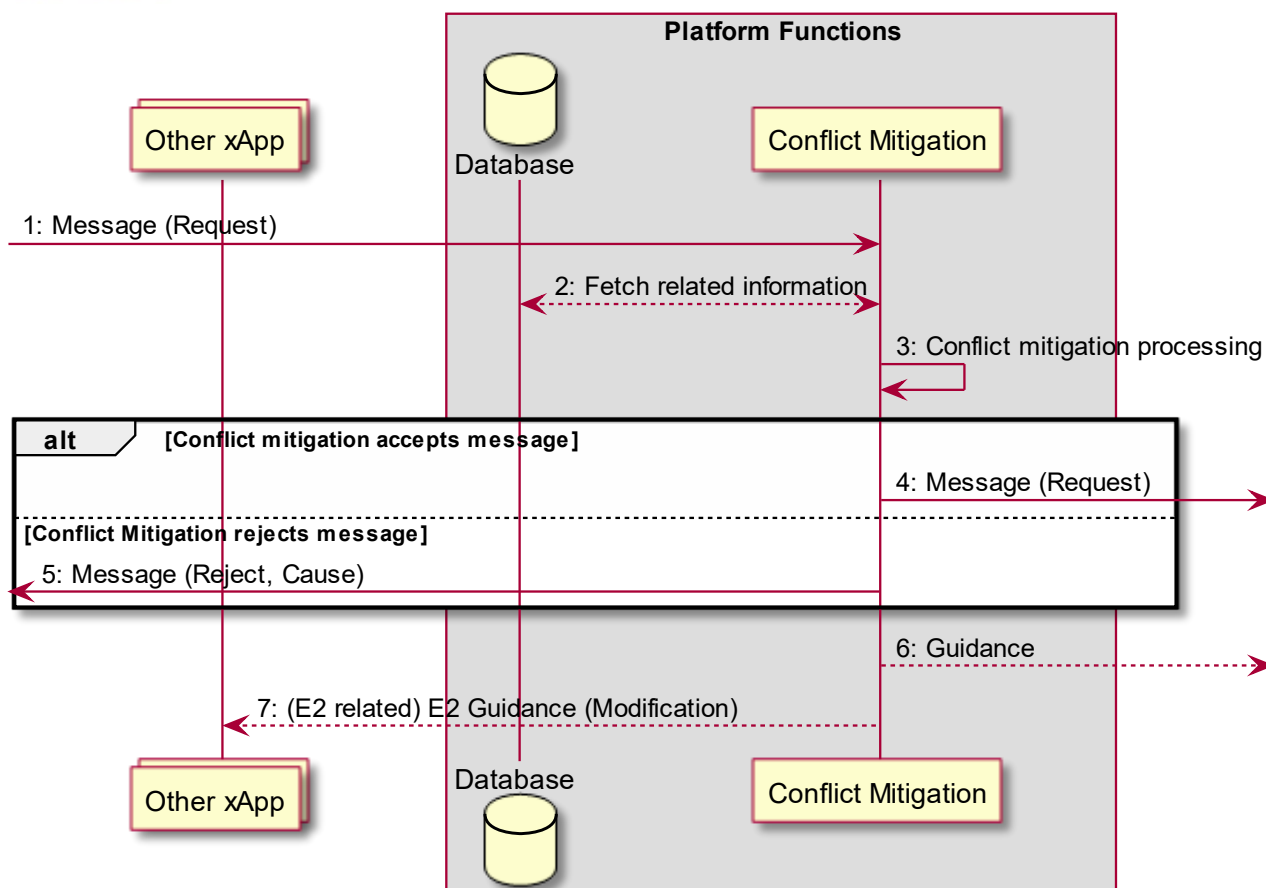 Platform Functions
Other xApp
Database
Conflict Mitigation
1: Message (Request)
2: Fetch related information
3: Conflict mitigation processing
alt
[Conflict mitigation accepts message]
4: Message (Request)
[Conflict Mitigation rejects message]
5: Message (Reject, Cause)
6: Guidance
7: (E2 related) E2 Guidance (Modification)
Other xApp
Database
Conflict Mitigation